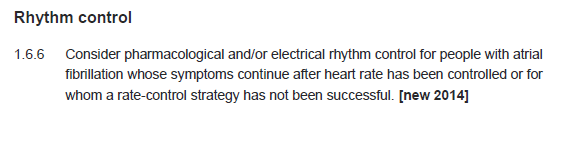 Rhythm control
1.6.6 Consider pharmacological and/or electrical rhythm control for people with atrial
fibrillation whose symptoms continue after heart rate has been controlled or for
whom a rate-control strategy has not been successful. [new 2014]